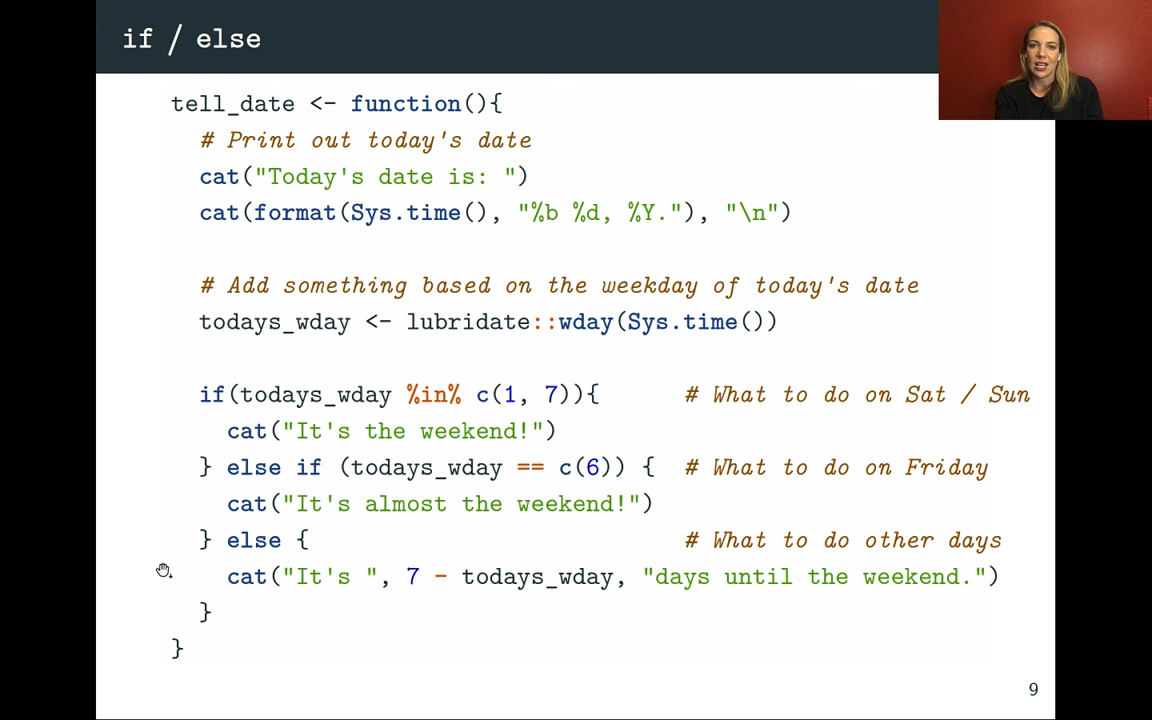 if / else
tell_date <- function(){
# Print out today's date
cat("Today's date is: ")
cat(format(Sys.time(), "%b %d, %Y."), "\n")
# Add something based on the weekday of today's date
todays_wday <- lubridate::wday(Sys.time())
if(todays_wday %in% c(1, 7)){ # What to do on Sat / Sun
cat("It's the weekend!")
} else if (todays_wday == c(6)) { # What to do on Friday
cat("It's almost the weekend!")
} else { # What to do other days
cat("It's ", 7 - todays_wday, "days until the weekend.")
}
}
9